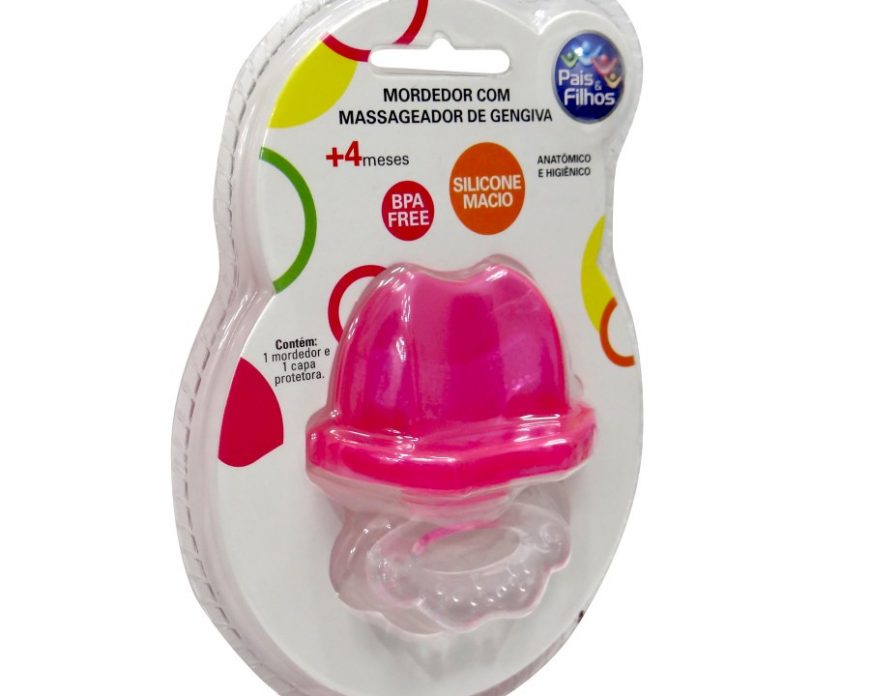 Pais
&
Filhos
MORDEDOR COM
MASSAGEADOR DE GENGIVA
+4meses
ANATÔMICO
E HIGIÊNICO
SILICONE
MACIO
BPA
FREE
Contém:
1 mordedor e
1 capa
protetora.